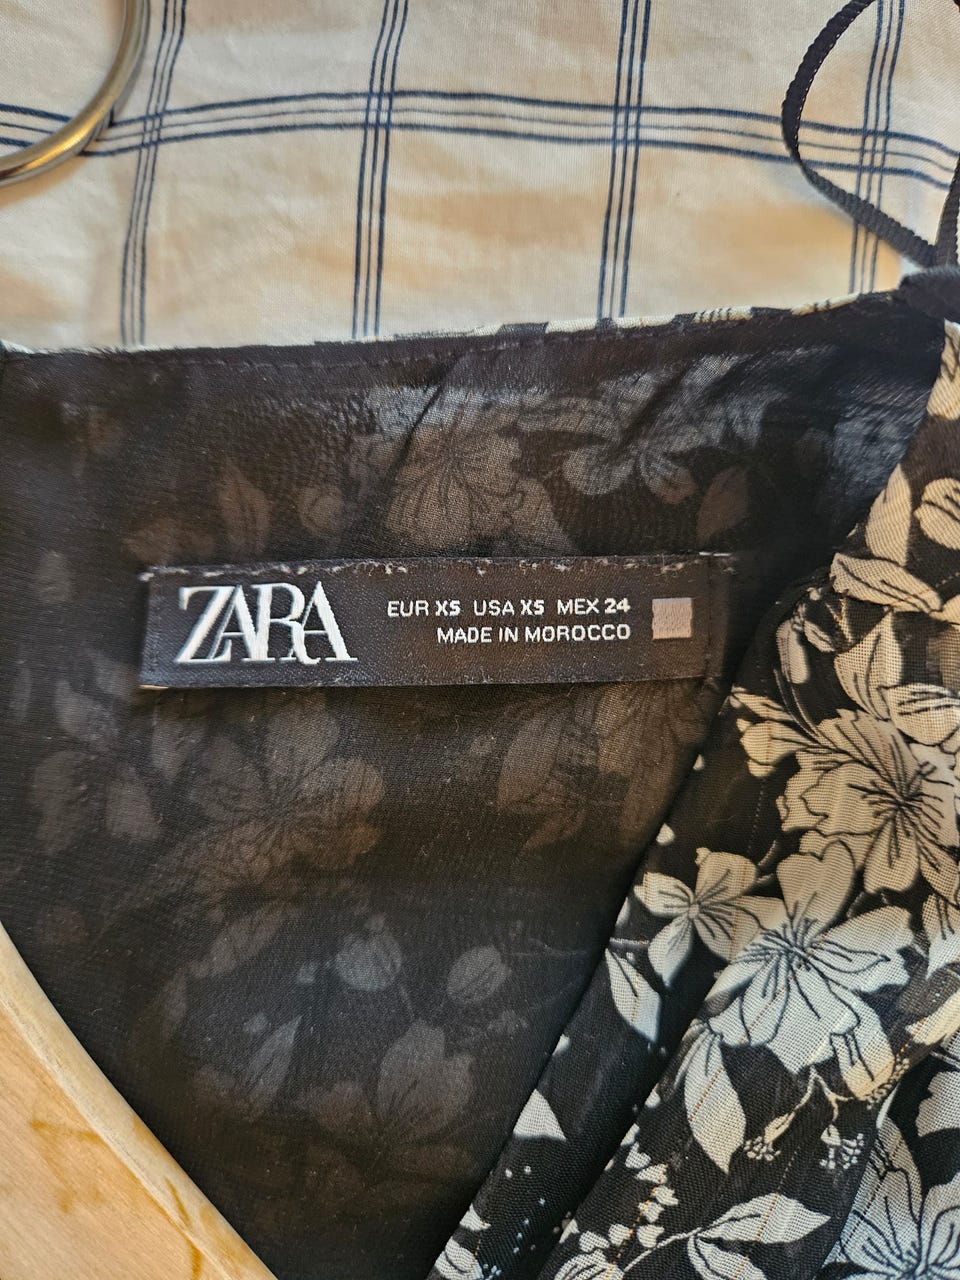 ZARA
EUR XS USA XS MEX 24
MADE IN MOROCCO